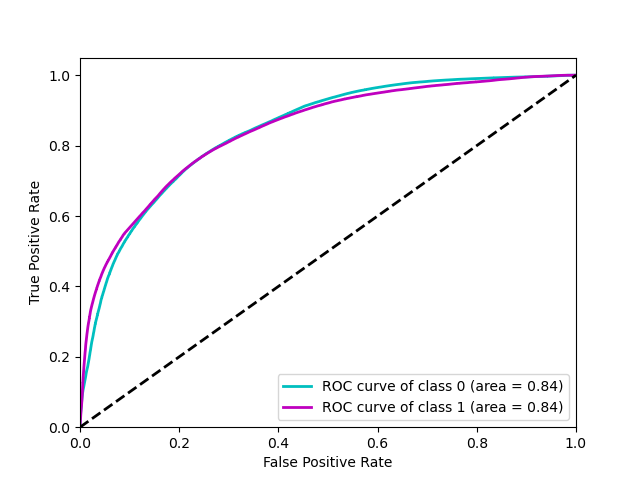 1.0
0.8
0.6
0.4
0.2
0.0
True Positive Rate
ROC curve of class 0 (area = 0.84)
ROC curve of class 1 (area = 0.84)
0.0 0.2 0.4 0.6 0.8 1.0
False Positive Rate